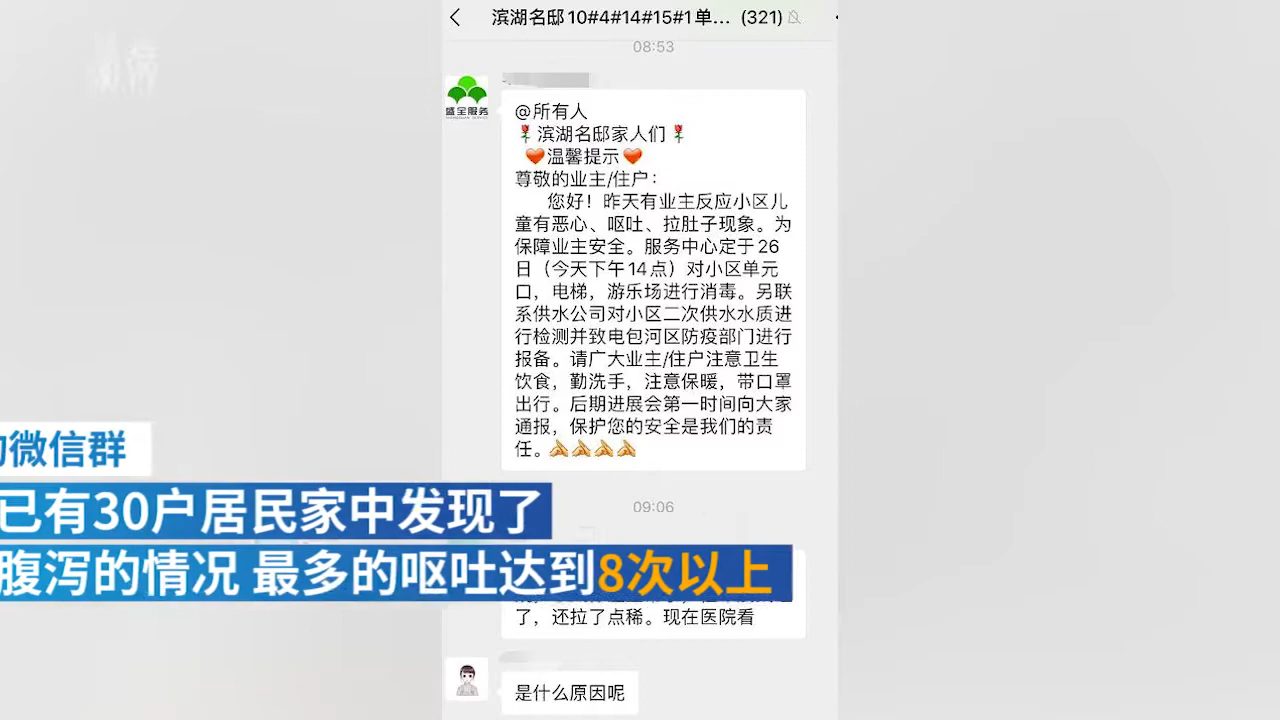 滨湖名邸10#4#14#15#1单... (321)
08:53
盛全服务
@所有人
🌹滨湖名邸家人们🌹
❤️温馨提示❤️
尊敬的业主/住户：
您好！昨天有业主反应小区儿
童有恶心、呕吐、拉肚子现象。为
保障业主安全。服务中心定于26
日（今天下午14点）对小区单元
口，电梯，游乐场进行消毒。另联
系供水公司对小区二次供水水质进
行检测并致电包河区防疫部门进行
报备。请广大业主/住户注意卫生
饮食，勤洗手，注意保暖，带口罩
出行。后期进展会第一时间向大家
通报，保护您的安全是我们的责
任。
微信群
09:06
已有30户居民家中发现了
腹泻的情况 最多的呕吐达到8次以上
了，还拉了点稀。现在医院看
是什么原因呢